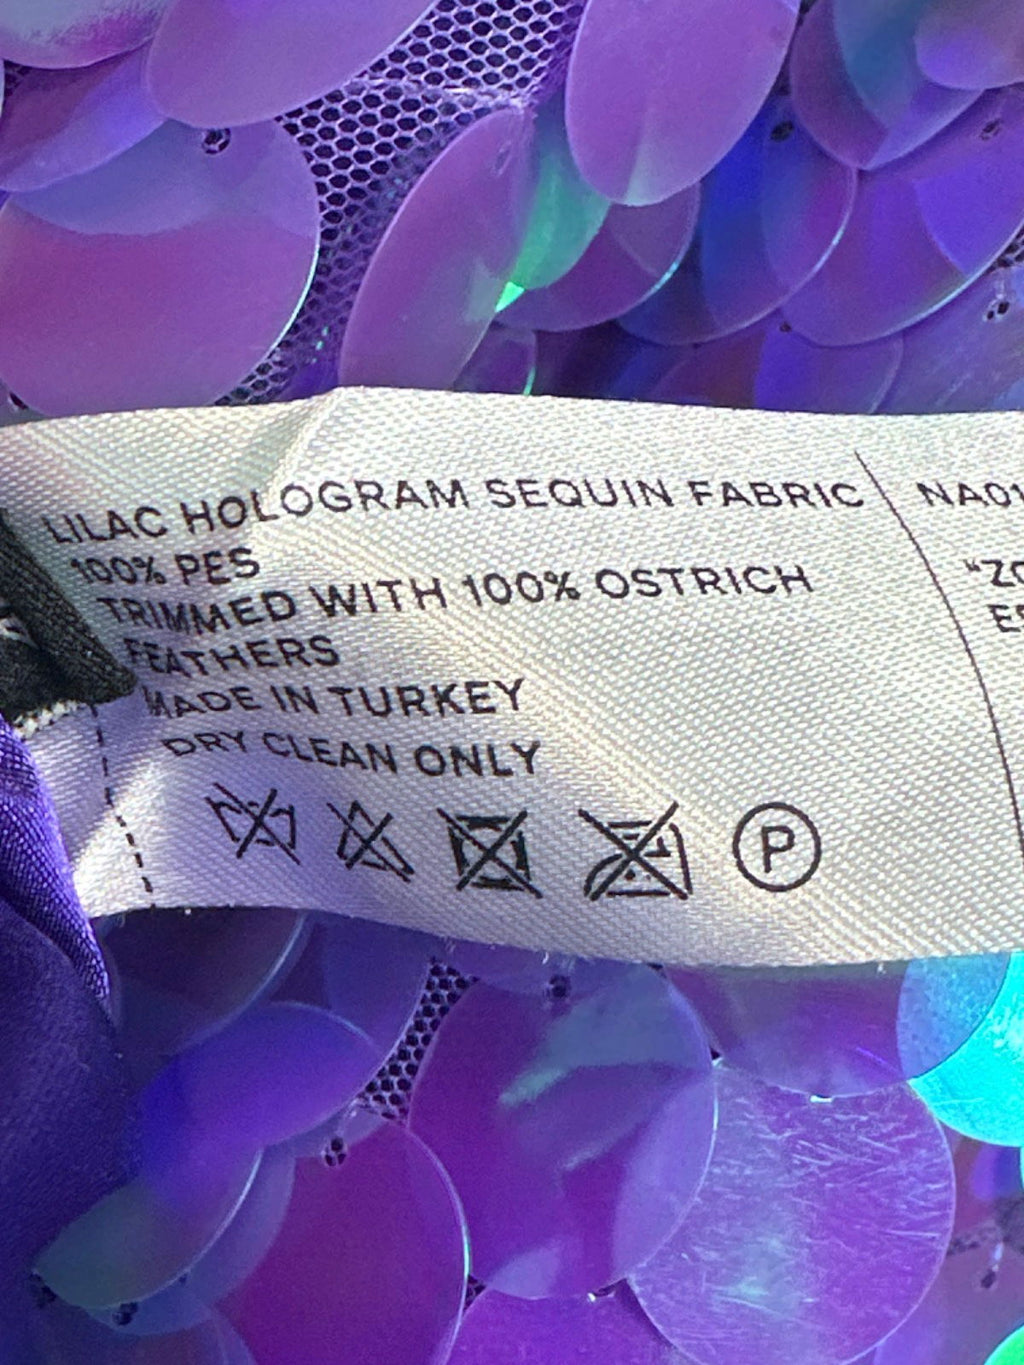 LILAC HOLOGRAM SEQUIN FABRIC
100% PES
TRIMMED WITH 100% OSTRICH
FEATHERS
MADE IN TURKEY
DRY CLEAN ONLY
P